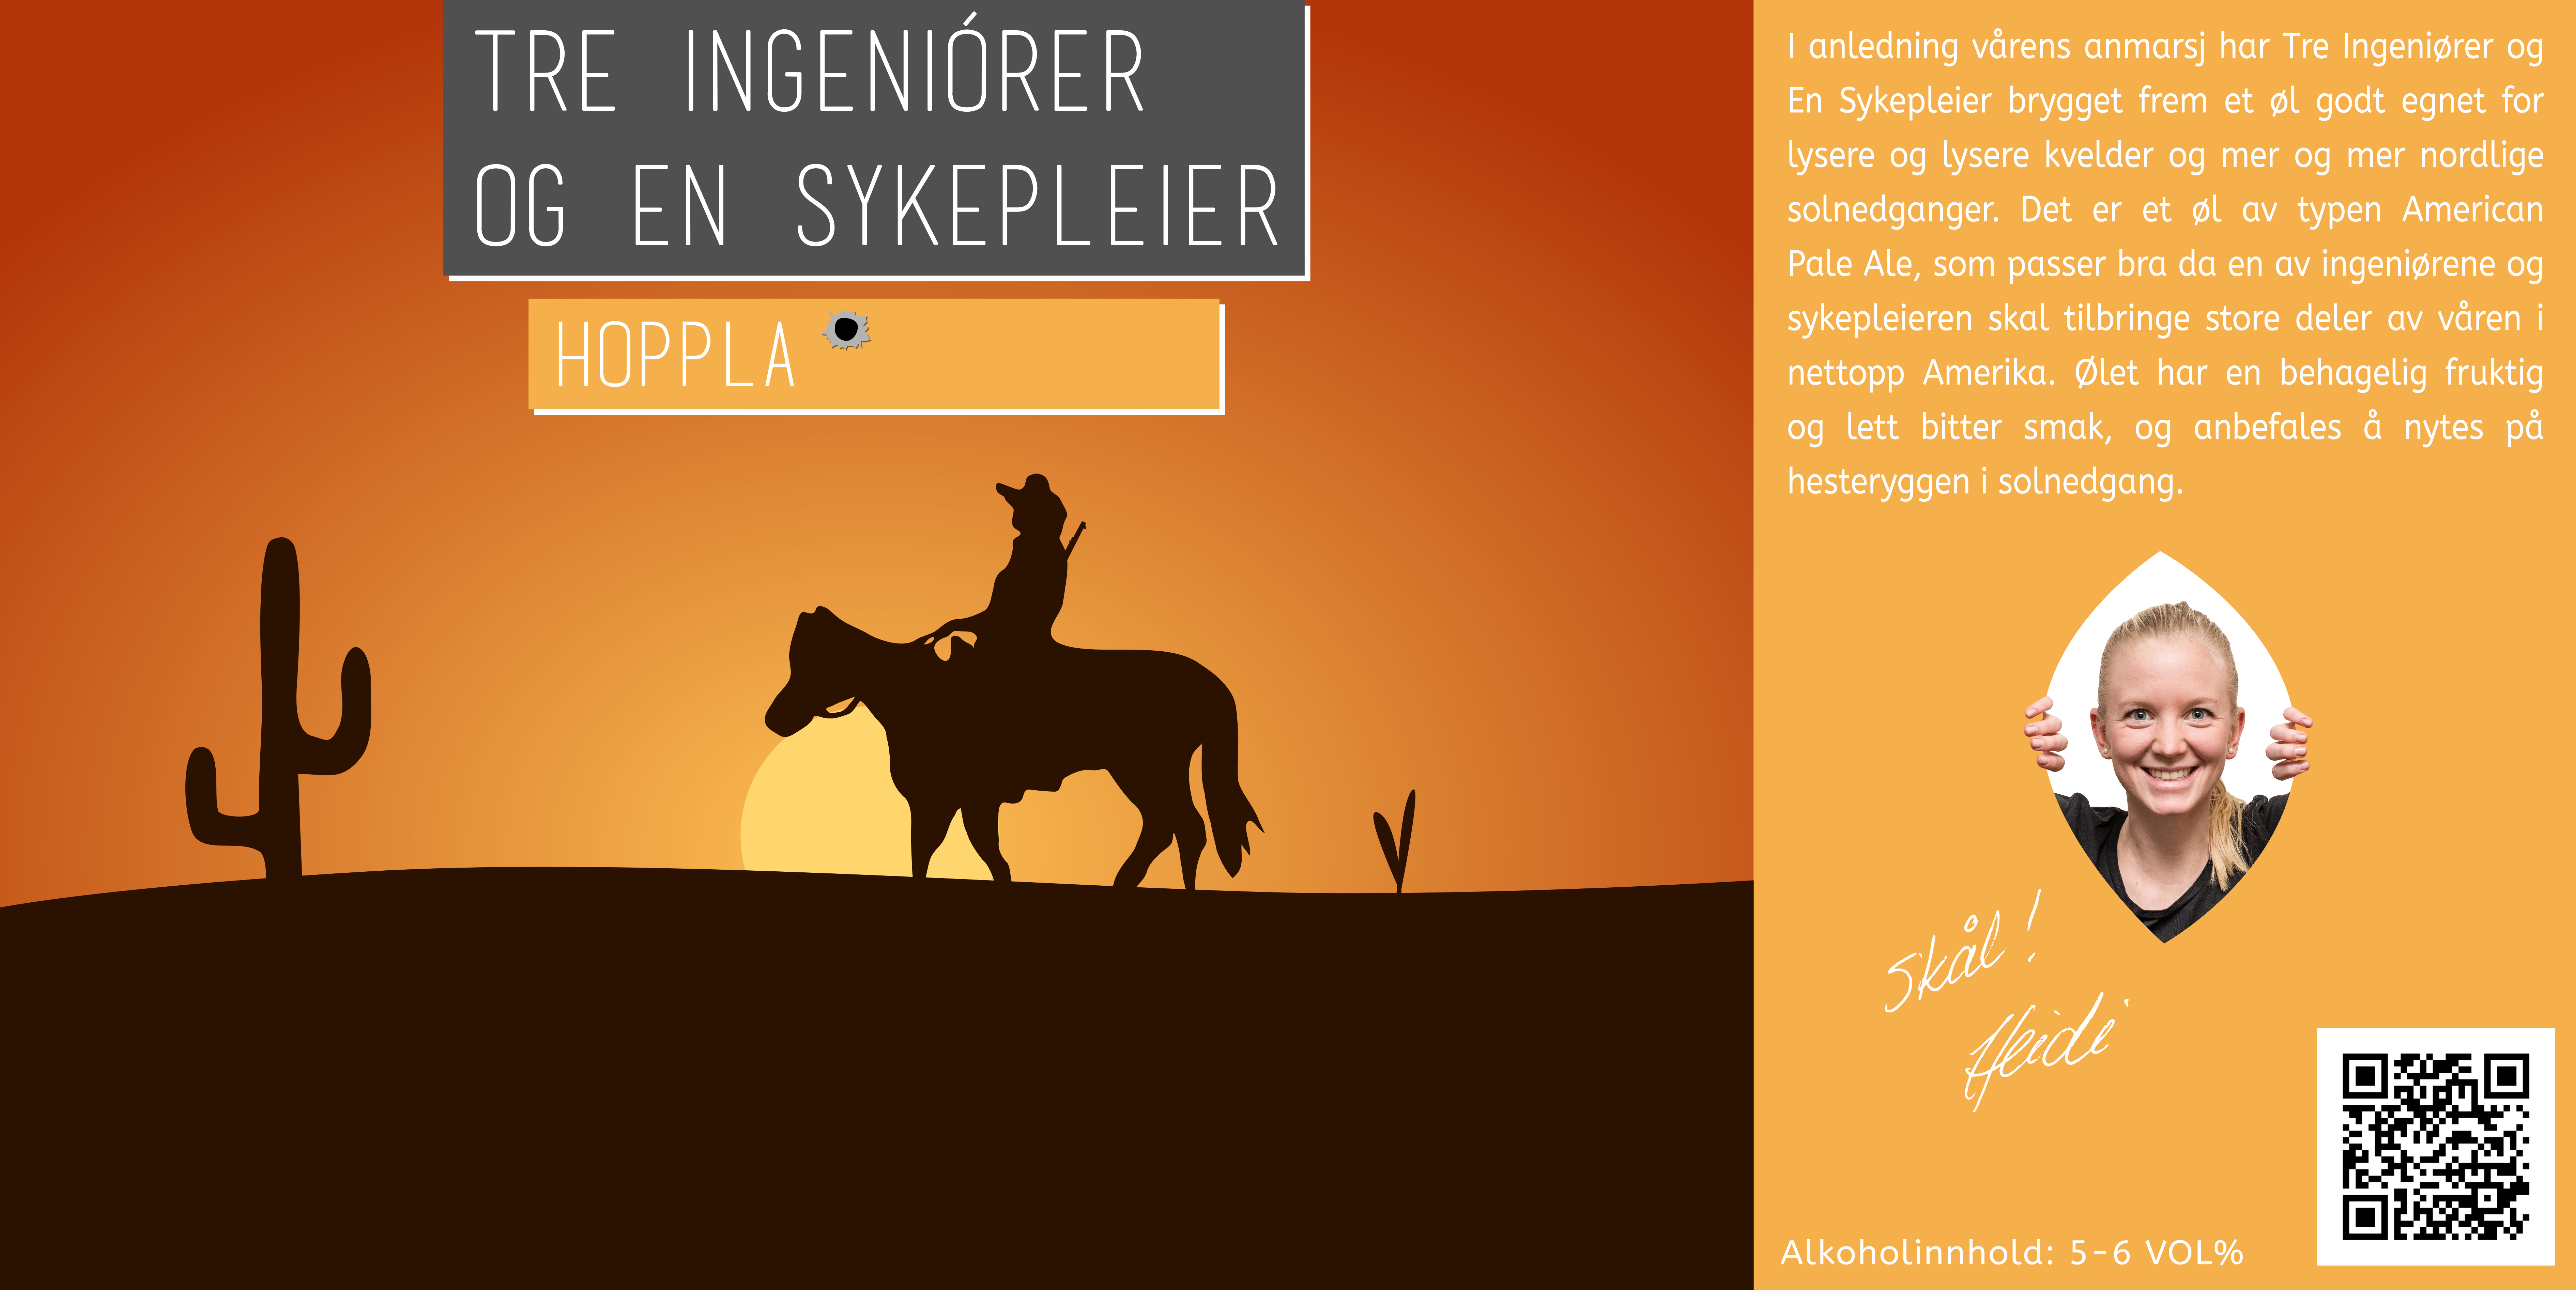 TRE INGENIÓRER
OG EN SYKEPLEIER
HOPPLA
I anledning vårens anmarsj har Tre Ingeniører og
En Sykepleier brygget frem et øl godt egnet for
lysere og lysere kvelder og mer og mer nordlige
solnedganger. Det er et øl av typen American
Pale Ale, som passer bra da en av ingeniørene og
sykepleieren skal tilbringe store deler av våren i
nettopp Amerika. Ølet har en behagelig fruktig
og lett bitter smak, og anbefales å nytes på
hesteryggen i solnedgang.
Skål!
Heidi
Alkoholinnhold: 5-6 VOL%